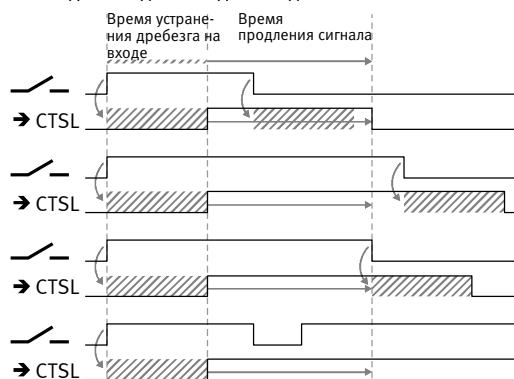 Время устране-
ния дребезга на
входе
Время
продления сигнала
➔ CTSL
➔ CTSL
➔ CTSL
➔ CTSL